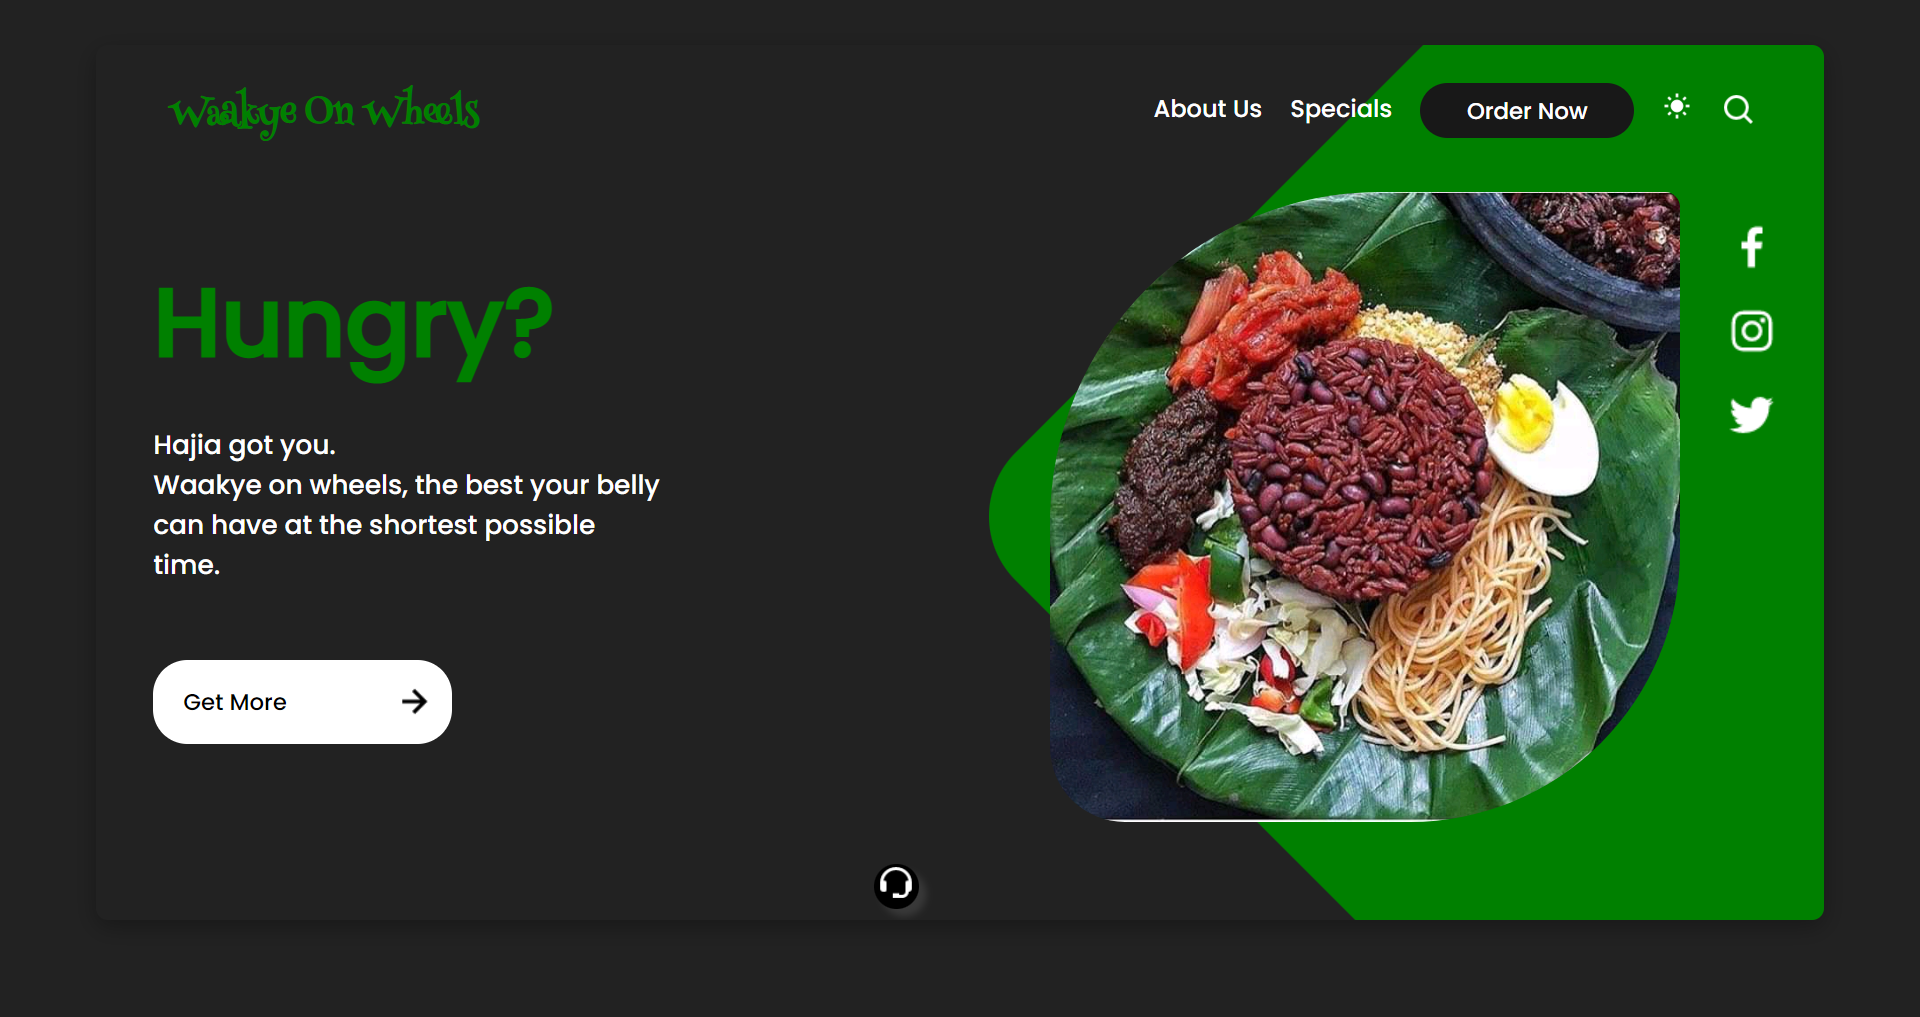 Waakye On Wheels
About Us
Specials
Order Now
Hungry?
Hajia got you.
Waakye on wheels, the best your belly
can have at the shortest possible
time.
Get More